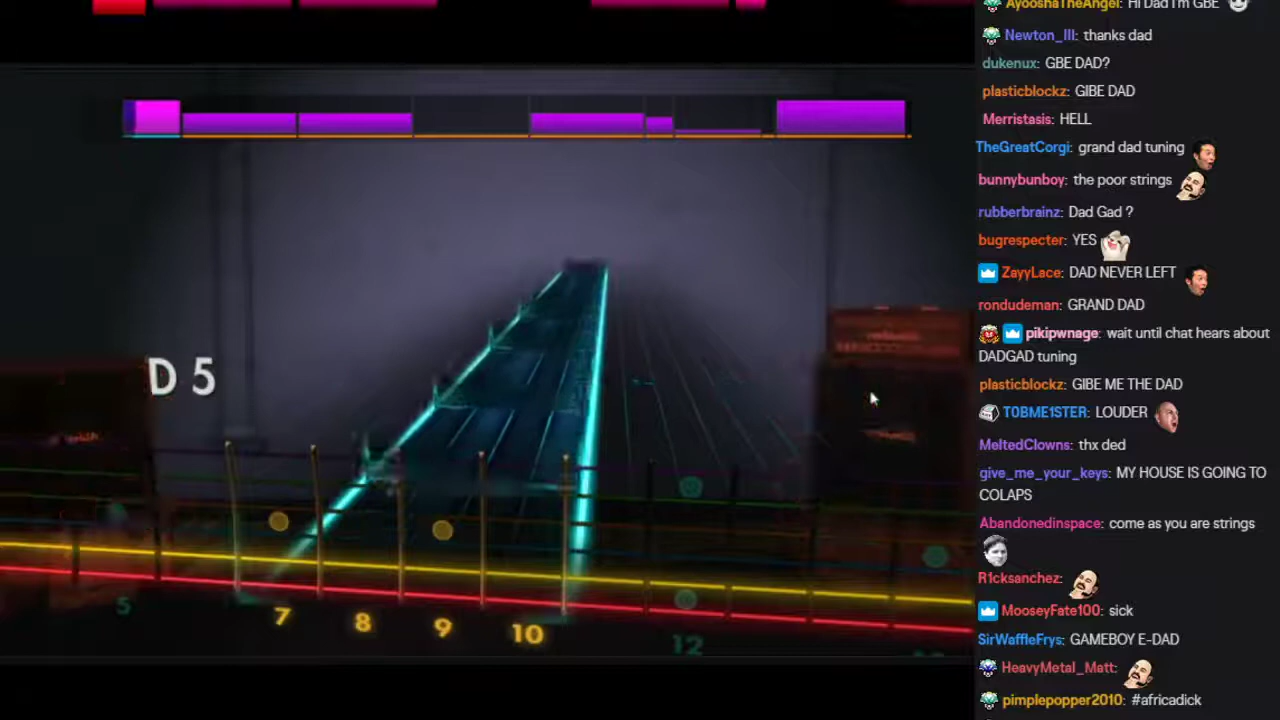 AyooshaTheAngel: Hi Dad I'm GBE
Newton_III: thanks dad
dukenux: GBE DAD?
plasticblockz: GIBE DAD
Merristasis: HELL
TheGreatCorgi: grand dad tuning
bunnybunboy: the poor strings
rubberbrainz: Dad Gad ?
bugrespecter: YES
ZayyLace: DAD NEVER LEFT
rondudeman: GRAND DAD
pikipwnage: wait until chat hears about
DADGAD tuning
plasticblockz: GIBE ME THE DAD
T0BME1STER: LOUDER
MeltedClowns: thx ded
give_me_your_keys: MY HOUSE IS GOING TO
COLAPS
Abandonedinspace: come as you are strings
R1cksanchez:
MooseyFate100: sick
SirWaffleFrys: GAMEBOY E-DAD
HeavyMetal_Matt:
pimplepopper2010: #africadick
D 5
5 7 8 9 10 12